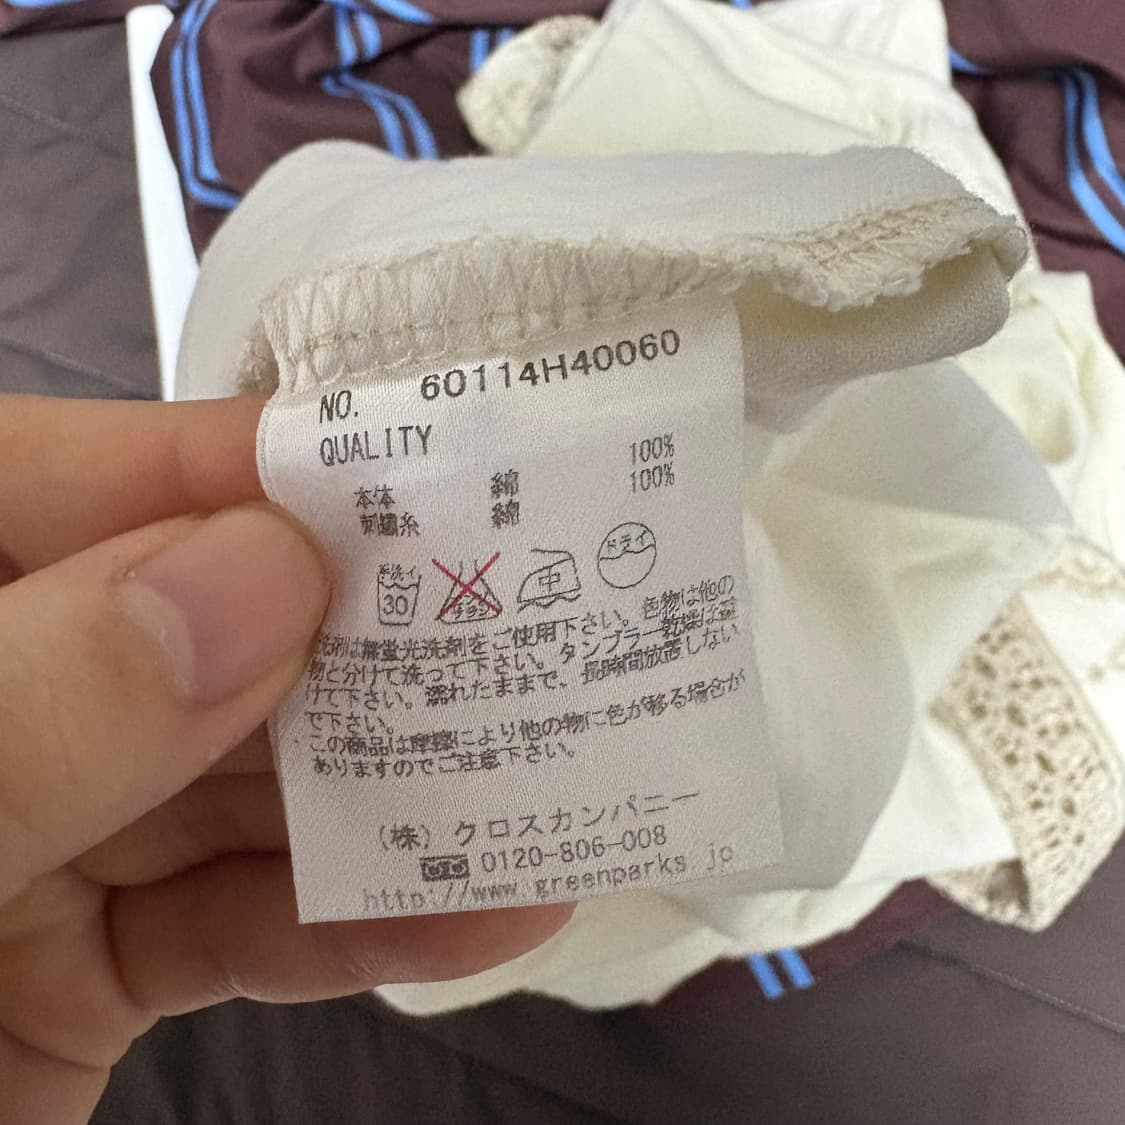 NO. 60114H40060
QUALITY
本体 綿 100%
刺繍糸 綿 100%
手洗イ 30 エンソサラシ 中 ドライ
洗剤は無蛍光洗剤をご使用下さい。色物は他の
物と分けて洗って下さい。タンブラー乾燥は避
けて下さい。濡れたままで、長時間放置しない
で下さい。
この商品は摩擦により他の物に色が移る場合が
ありますのでご注意下さい。
(株)クロスカンパニー
0120-806-008
http://www.greenparks.jp